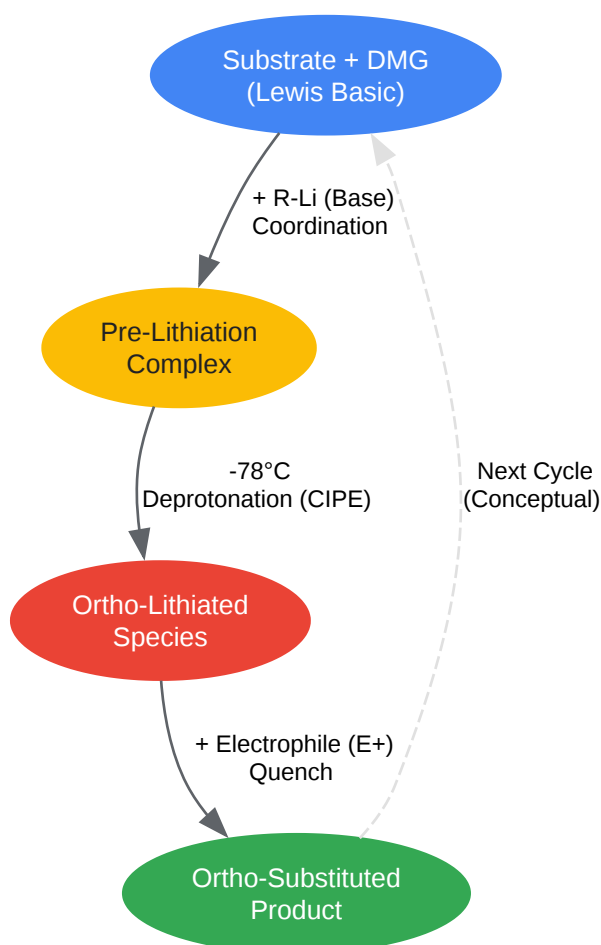 Substrate + DMG
(Lewis Basic)
+ R-Li (Base)
Coordination
Pre-Lithiation
Complex
-78°C
Deprotonation (CIPE)
Next Cycle
(Conceptual)
Ortho-Lithiated
Species
+ Electrophile (E+)
Quench
Ortho-Substituted
Product